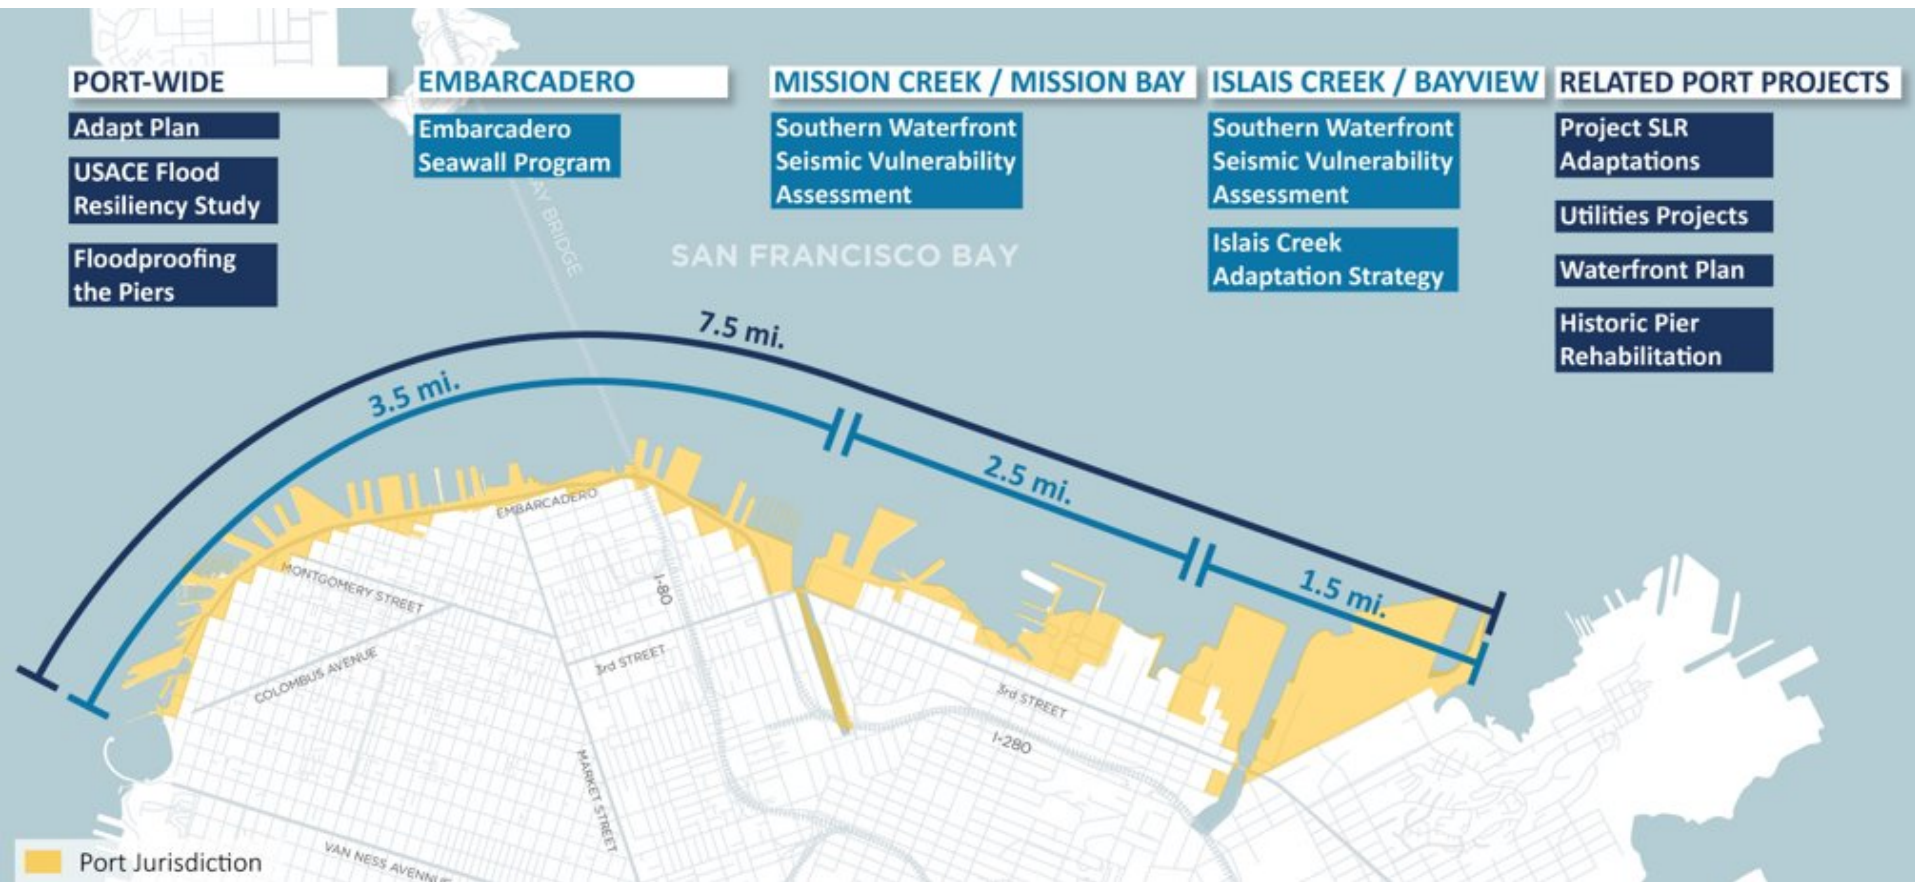 PORT-WIDE
Adapt Plan
USACE Flood
Resiliency Study
Floodproofing
the Piers
EMBARCADERO
Embarcadero
Seawall Program
MISSION CREEK / MISSION BAY
Southern Waterfront
Seismic Vulnerability
Assessment
ISLAIS CREEK / BAYVIEW
Southern Waterfront
Seismic Vulnerability
Assessment
Islais Creek
Adaptation Strategy
RELATED PORT PROJECTS
Project SLR
Adaptations
Utilities Projects
Waterfront Plan
Historic Pier
Rehabilitation
AY BRIDGE
SAN FRANCISCO BAY
7.5 mi.
3.5 mi.
2.5 mi.
1.5 mi.
EMBARCADERO
MONTGOMERY STREET
COLOMBUS AVENUE
I-80
3rd STREET
3rd STREET
I-280
MARKET STREET
VAN NESS AVENNUE
Port Jurisdiction